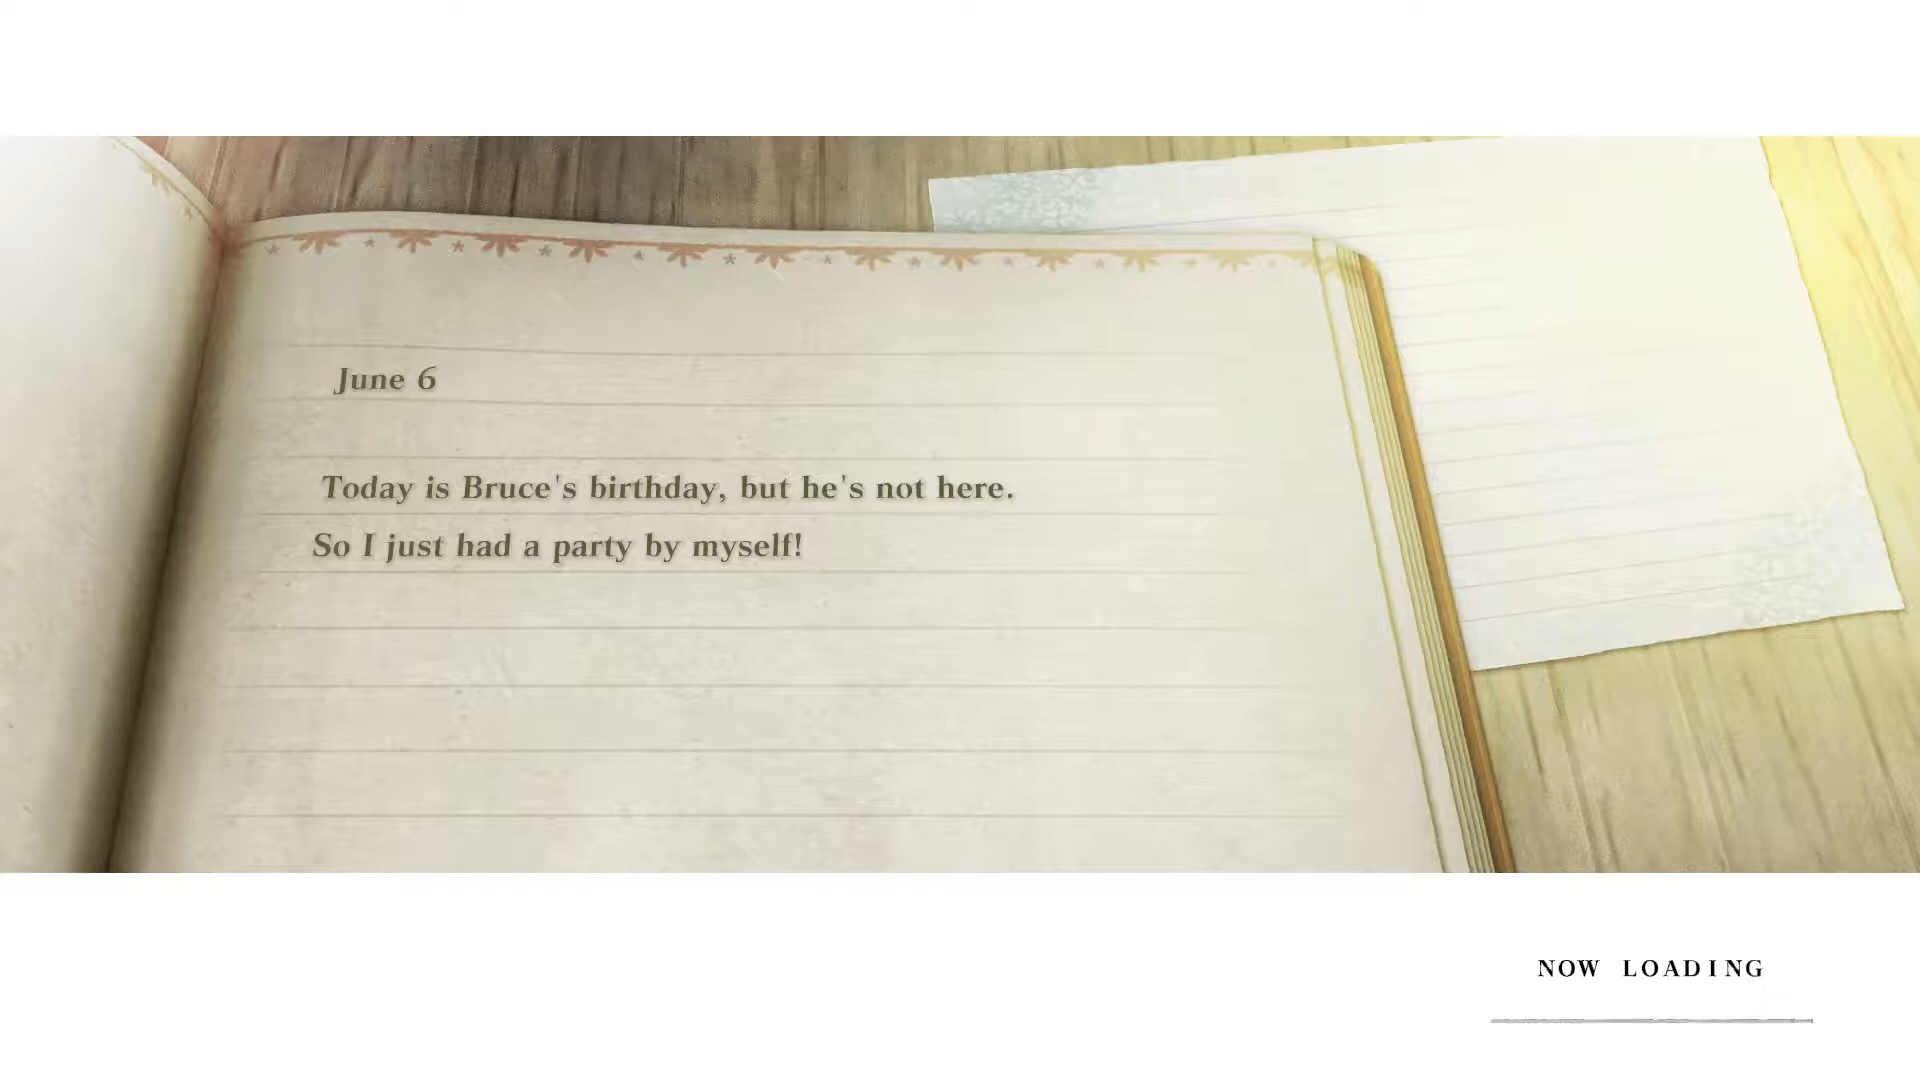 June 6
Today is Bruce's birthday, but he's not here.
So I just had a party by myself!
NOW LOADING